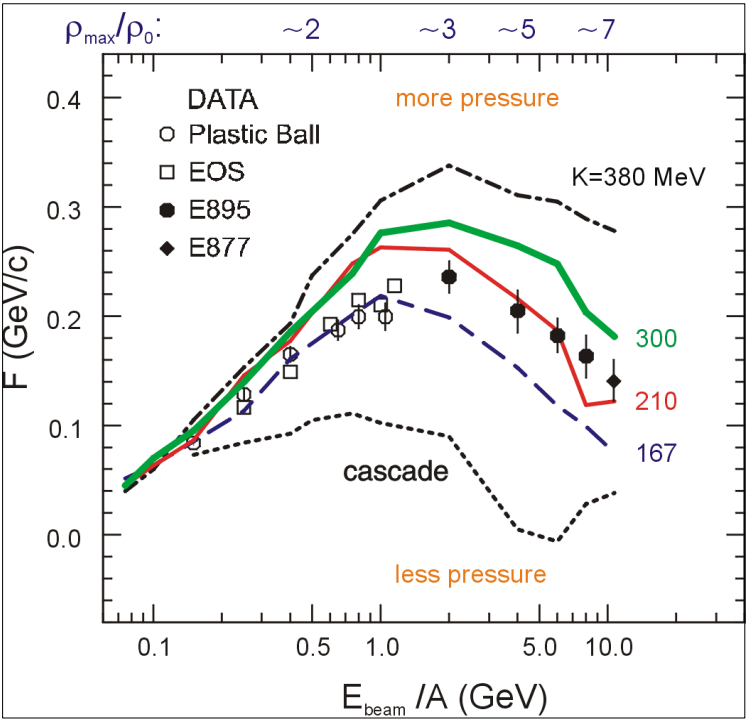 ρmax/ρ0: ~2 ~3 ~5 ~7
0.4
0.3
0.2
0.1
0.0
F (GeV/c)
DATA
Plastic Ball
EOS
E895
E877
more pressure
K=380 MeV
300
210
167
cascade
less pressure
0.1 0.5 1.0 5.0 10.0
Ebeam /A (GeV)